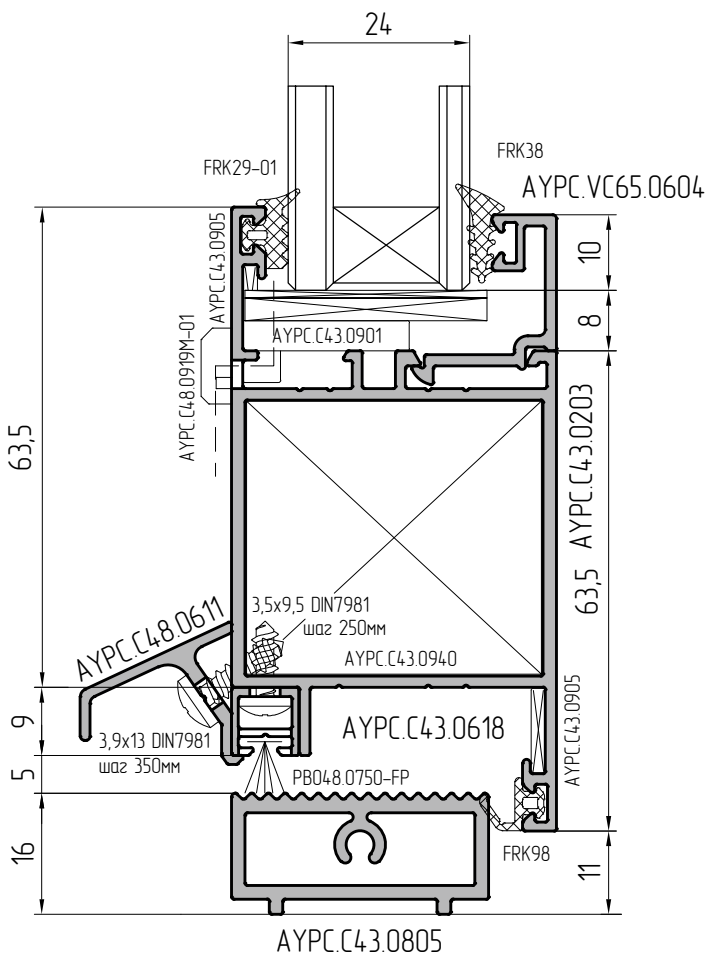 24
FRK29-01
FRK38
AYPC.VC65.0604
AYPC.C43.0905
AYPC.C48.0919M-01
10
8
AYPC.C43.0901
63,5
AYPC.C43.0203
63,5
3,5x9,5 DIN7981
шаг 250мм
AYPC.C48.0611
AYPC.C43.0940
9
AYPC.C43.0618
AYPC.C43.0905
3,9x13 DIN7981
шаг 350мм
5
PB048.0750-FP
16
FRK98
11
AYPC.C43.0805